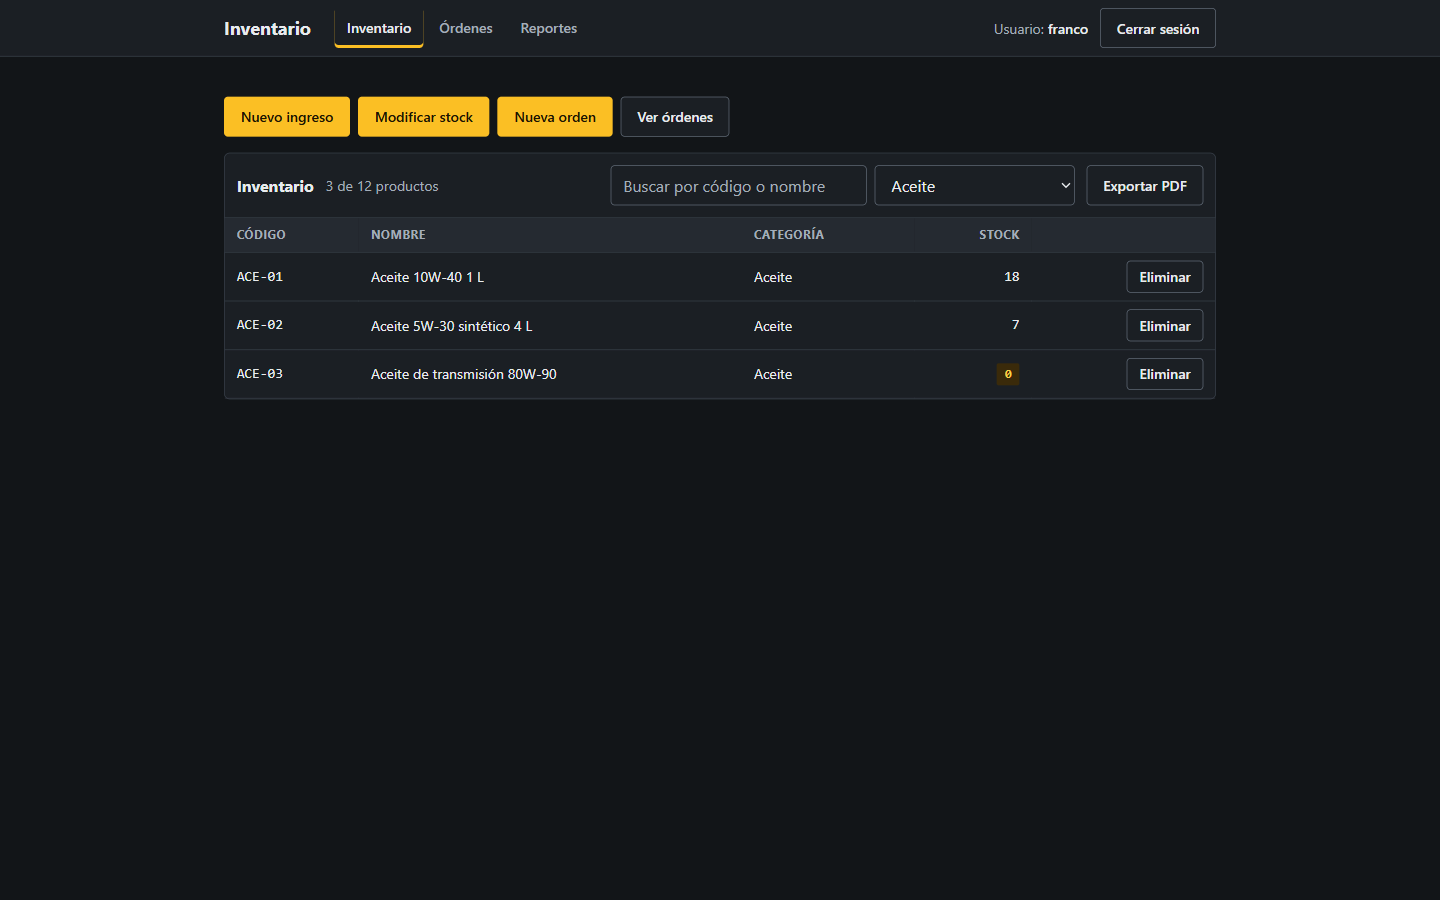 Inventario Inventario Órdenes Reportes Usuario: franco Cerrar sesión
Nuevo ingreso Modificar stock Nueva orden Ver órdenes
Inventario 3 de 12 productos Buscar por código o nombre Aceite Exportar PDF
CÓDIGO NOMBRE CATEGORÍA STOCK
ACE-01 Aceite 10W-40 1 L Aceite 18 Eliminar
ACE-02 Aceite 5W-30 sintético 4 L Aceite 7 Eliminar
ACE-03 Aceite de transmisión 80W-90 Aceite 0 Eliminar